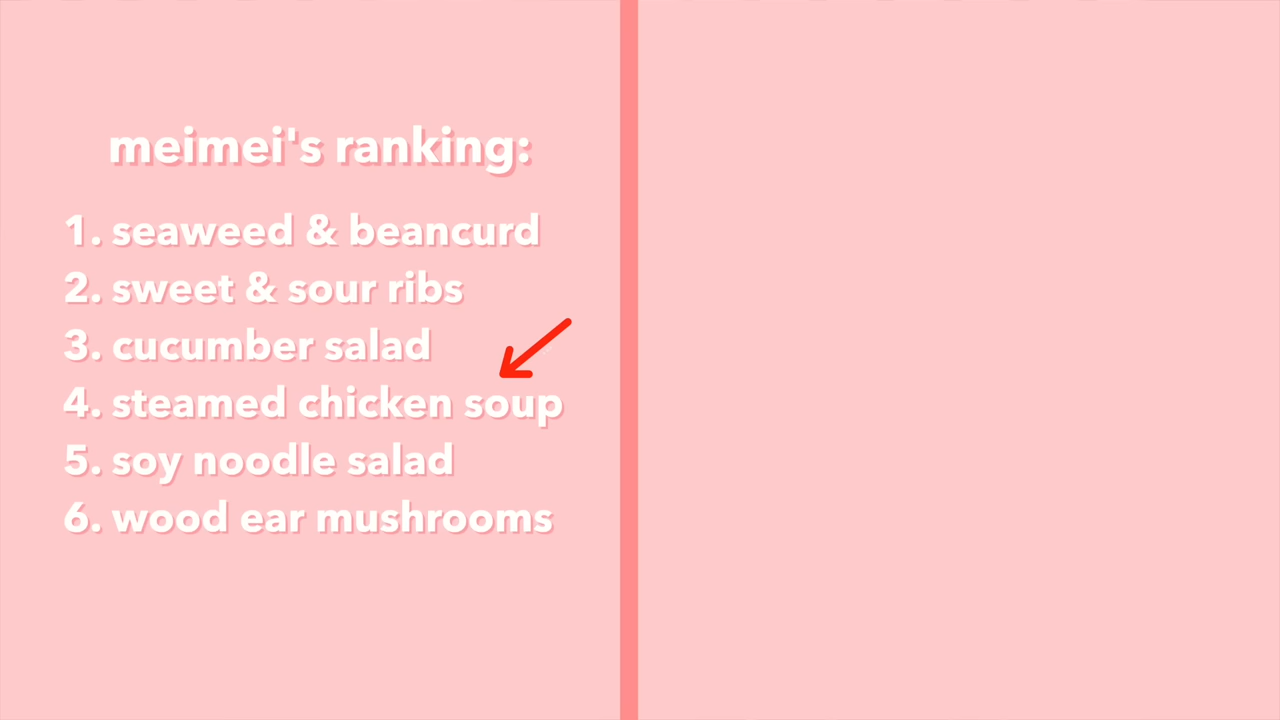 meimei's ranking:
1. seaweed & beancurd
2. sweet & sour ribs
3. cucumber salad
4. steamed chicken soup
5. soy noodle salad
6. wood ear mushrooms